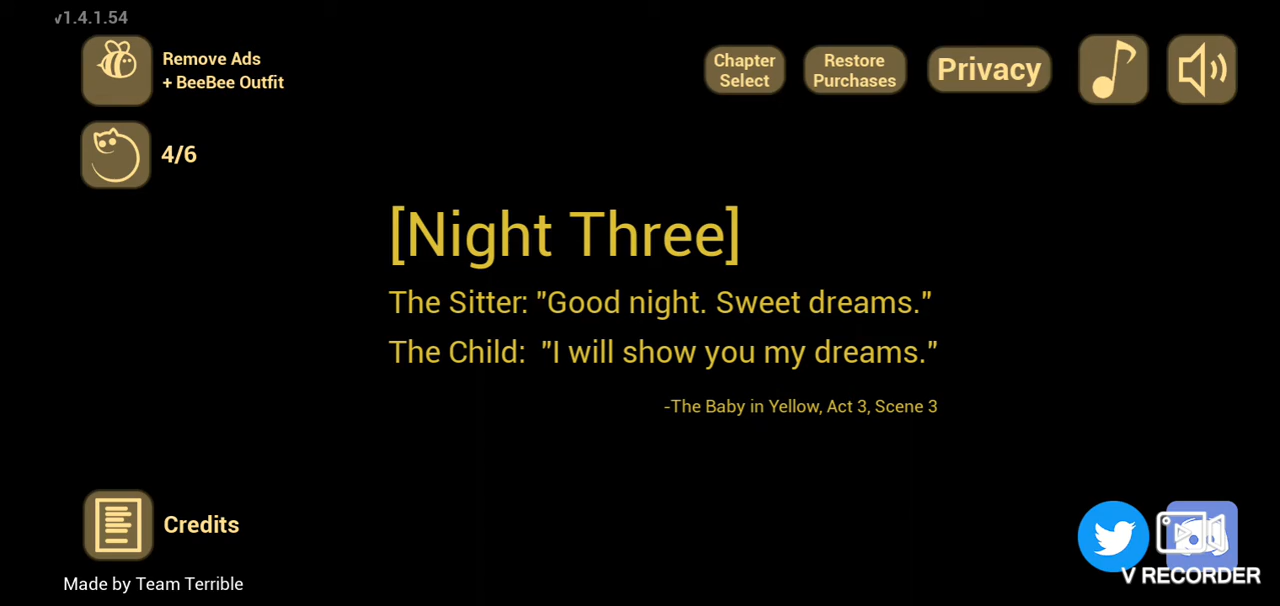 v1.4.1.54
Remove Ads
+ BeeBee Outfit
Chapter
Select
Restore
Purchases
Privacy
4/6
[Night Three]
The Sitter: "Good night. Sweet dreams."
The Child: "I will show you my dreams."
-The Baby in Yellow, Act 3, Scene 3
Credits
Made by Team Terrible
V RECORDER